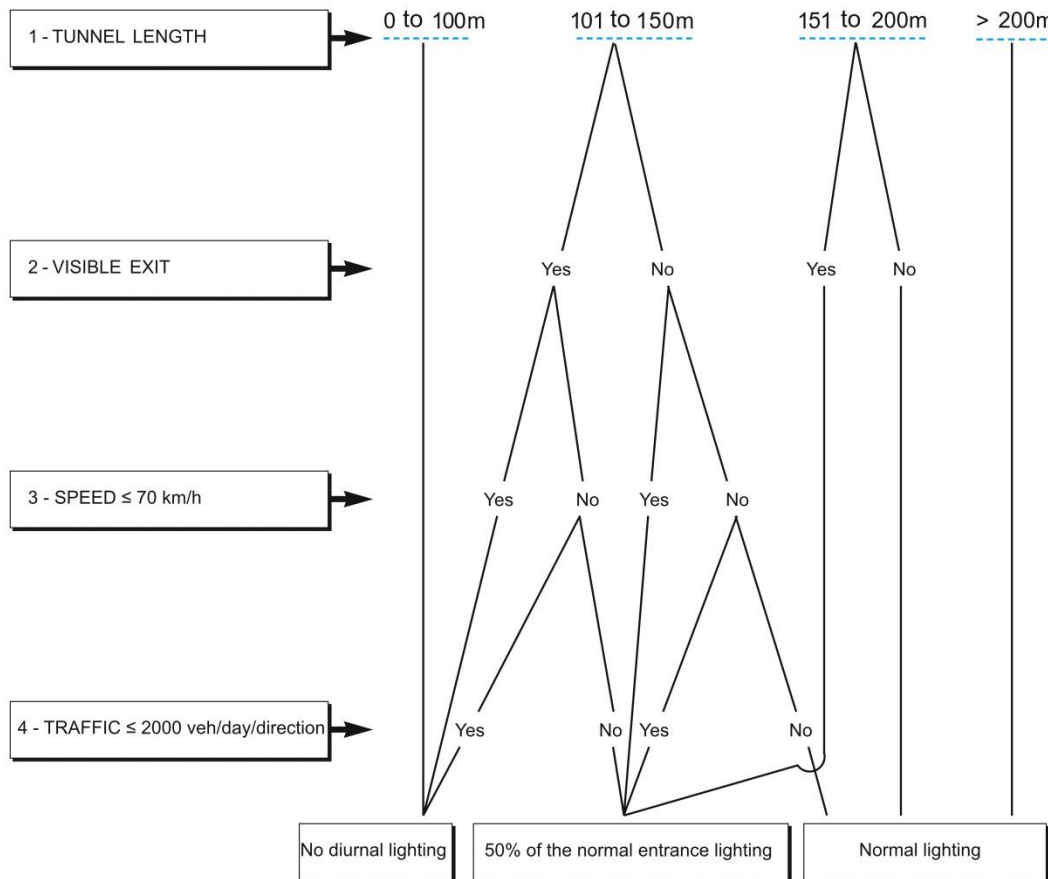 1 - TUNNEL LENGTH
0 to 100m
101 to 150m
151 to 200m
> 200m
2 - VISIBLE EXIT
Yes
No
Yes
No
3 - SPEED ≤ 70 km/h
Yes
No
Yes
No
4 - TRAFFIC ≤ 2000 veh/day/direction
Yes
No
Yes
No
No diurnal lighting
50% of the normal entrance lighting
Normal lighting